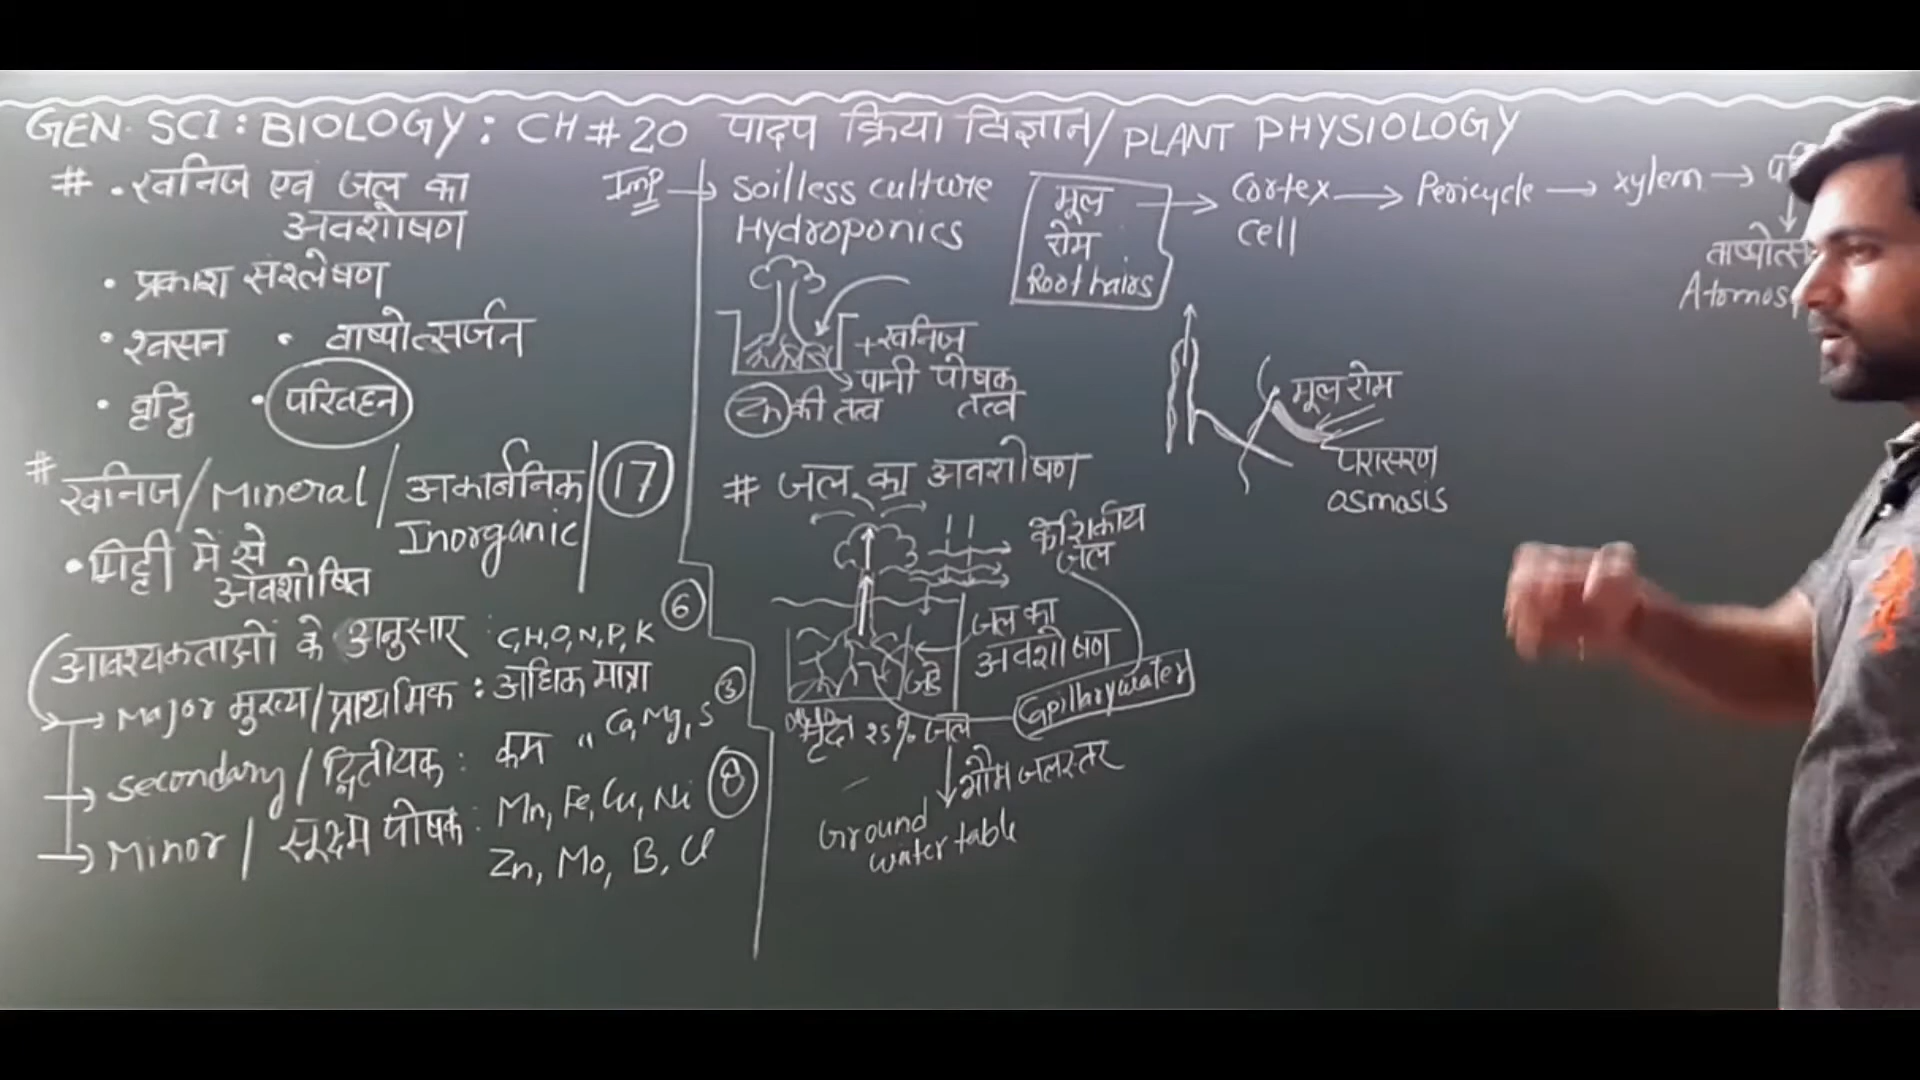 GEN. SCI : BIOLOGY : CH # 20 पादप क्रिया विज्ञान / PLANT PHYSIOLOGY
# • खनिज एवं जल का
अवशोषण
• प्रकाश संश्लेषण
• श्वसन • वाष्पोत्सर्जन
• वृद्धि • परिवहन
# खनिज / Mineral / अकार्बनिक 17
Inorganic
• मिट्टी में से
अवशोषित
आवश्यकताओं के अनुसार : C, H, O, N, P, K 6
→ Major मुख्य / प्राथमिक : अधिक मात्रा
→ Secondary / द्वितीयक : कम " Ca, Mg, S 3
→ Minor / सूक्ष्म पोषक : Mn, Fe, Cu, Ni 8
Zn, Mo, B, Cl
Imp → Soilless culture
Hydroponics
+ खनिज
पानी पोषक
Zn की तत्व तत्व
# जल का अवशोषण
केशिकीय
जल
जल का
अवशोषण
जड़े
Capillary water
मृदा 25% जल
भौम जलस्तर
Ground
water table
मूल
रोम
Root hairs
→ Cortex → Pericycle → xylem →
cell
वाष्पोत्स
Atomos
मूल रोम
परासरण
osmosis